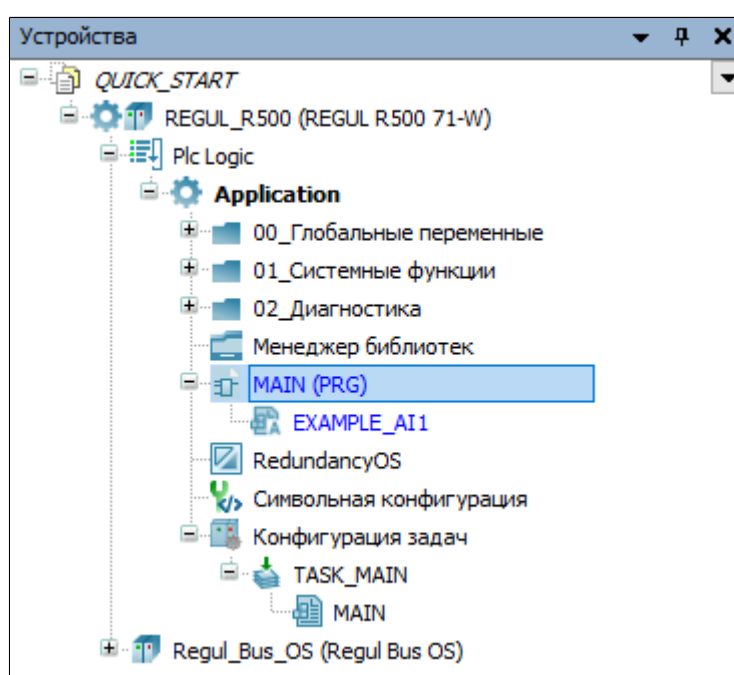 Устройства
QUICK_START
REGUL_R500 (REGUL R500 71-W)
Plc Logic
Application
00_Глобальные переменные
01_Системные функции
02_Диагностика
Менеджер библиотек
MAIN (PRG)
EXAMPLE_AI1
RedundancyOS
Символьная конфигурация
Конфигурация задач
TASK_MAIN
MAIN
Regul_Bus_OS (Regul Bus OS)